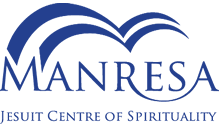 MANRESA
JESUIT CENTRE OF SPIRITUALITY